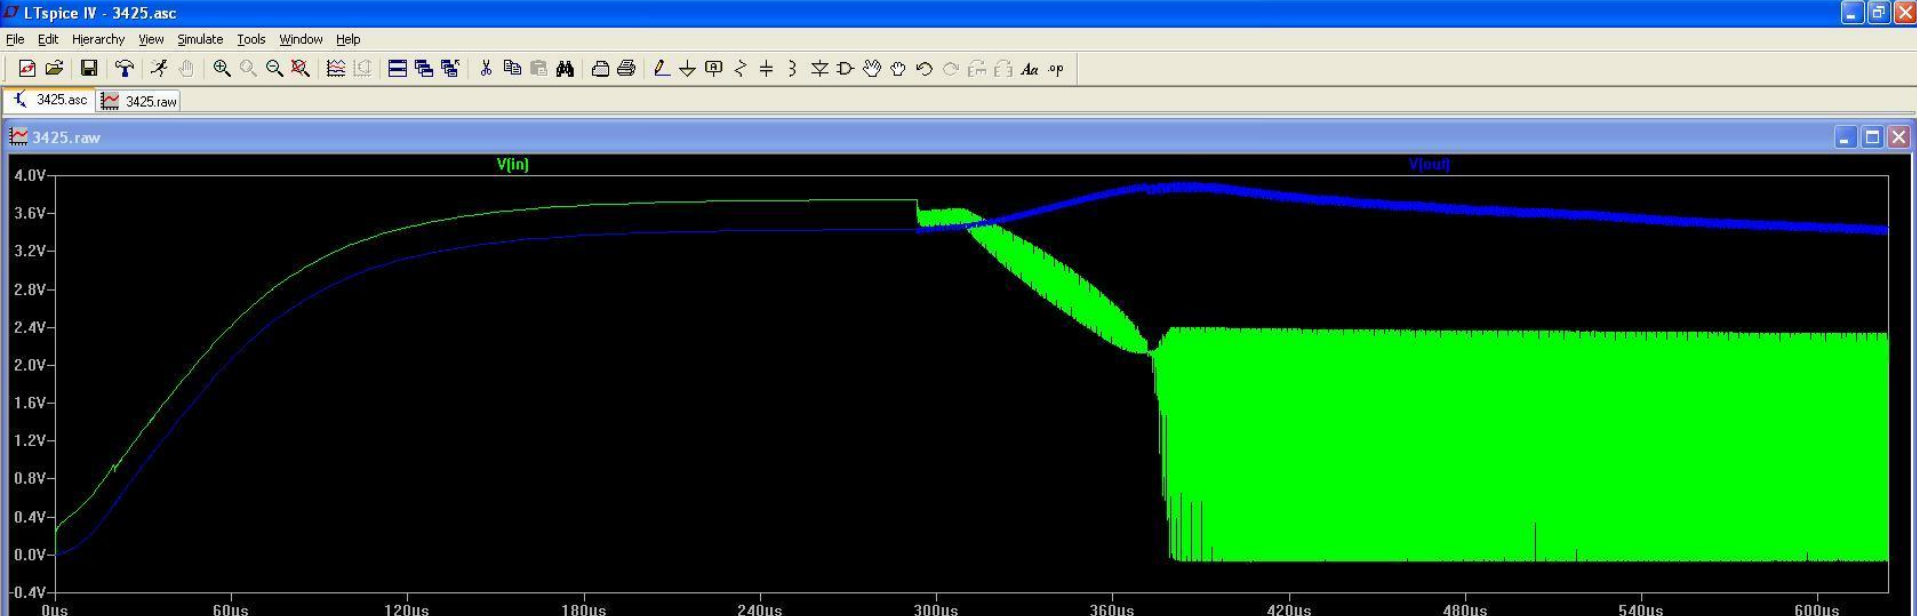 LTspice IV - 3425.asc
File Edit Hierarchy View Simulate Tools Window Help
Aa .op
3425.asc 3425.raw
3425.raw
V(in) V(out)
4.0V
3.6V
3.2V
2.8V
2.4V
2.0V
1.6V
1.2V
0.8V
0.4V
0.0V
-0.4V
0us 60us 120us 180us 240us 300us 360us 420us 480us 540us 600us